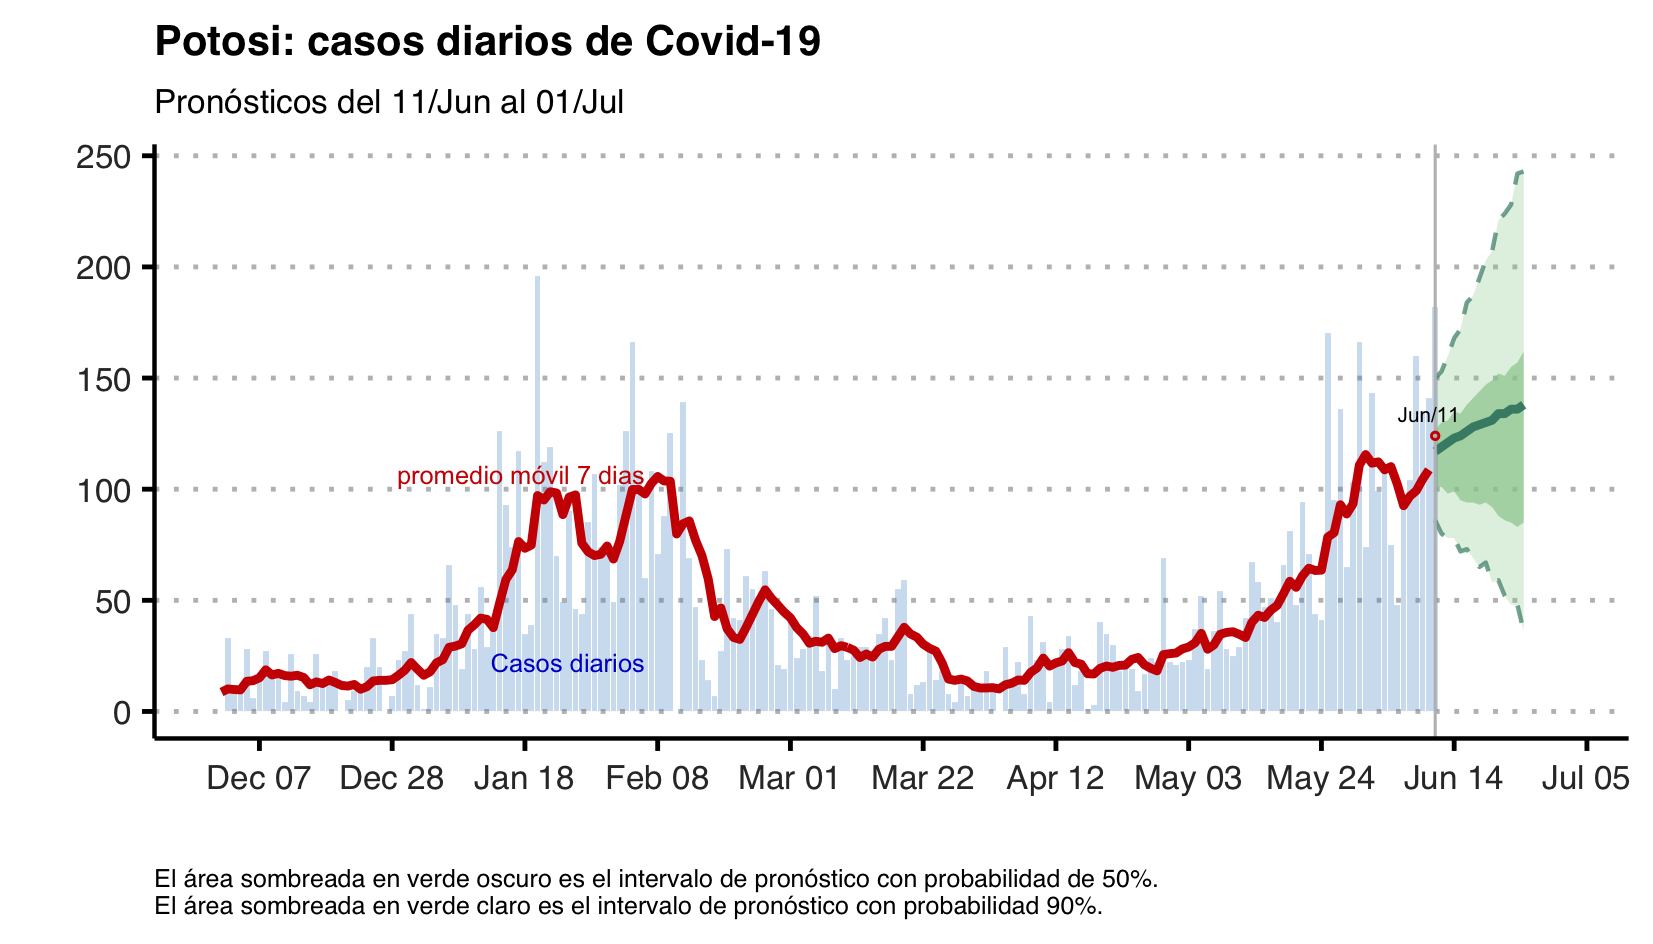 Potosi: casos diarios de Covid-19
Pronósticos del 11/Jun al 01/Jul
250
200
150
Jun/11
promedio móvil 7 dias
100
50
Casos diarios
0
Dec 07 Dec 28 Jan 18 Feb 08 Mar 01 Mar 22 Apr 12 May 03 May 24 Jun 14 Jul 05
El área sombreada en verde oscuro es el intervalo de pronóstico con probabilidad de 50%.
El área sombreada en verde claro es el intervalo de pronóstico con probabilidad 90%.